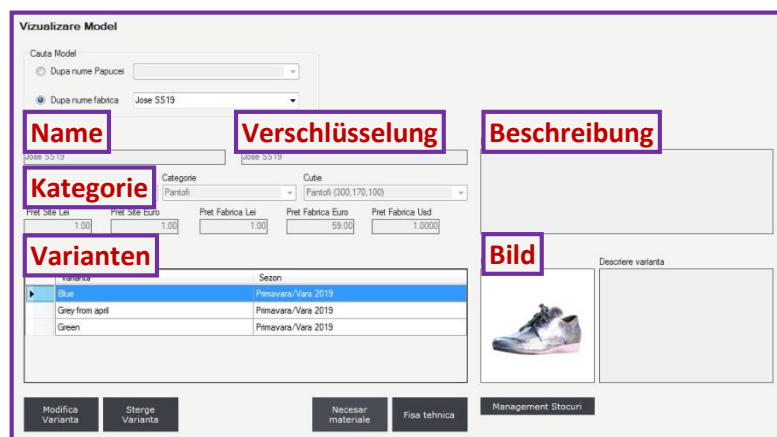 Vizualizare Model
Cauta Model
Dupa nume Papucei
Dupa nume fabrica Jose SS19
Name Verschlüsselung Beschreibung
Jose SS19 Jose SS19
Kategorie Categorie Cutie
Pantofi Pantofi (300,170,100)
Pret Site Lei Pret Site Euro Pret Fabrica Lei Pret Fabrica Euro Pret Fabrica Usd
1.00 1.00 1.00 59.00 1.0000
Varianten Bild Descriere varianta
Varianta Sezon
Blue Primavara/Vara 2019
Grey from april Primavara/Vara 2019
Green Primavara/Vara 2019
Modifica Varianta
Sterge Varianta
Necesar materiale
Fisa tehnica
Management Stocuri